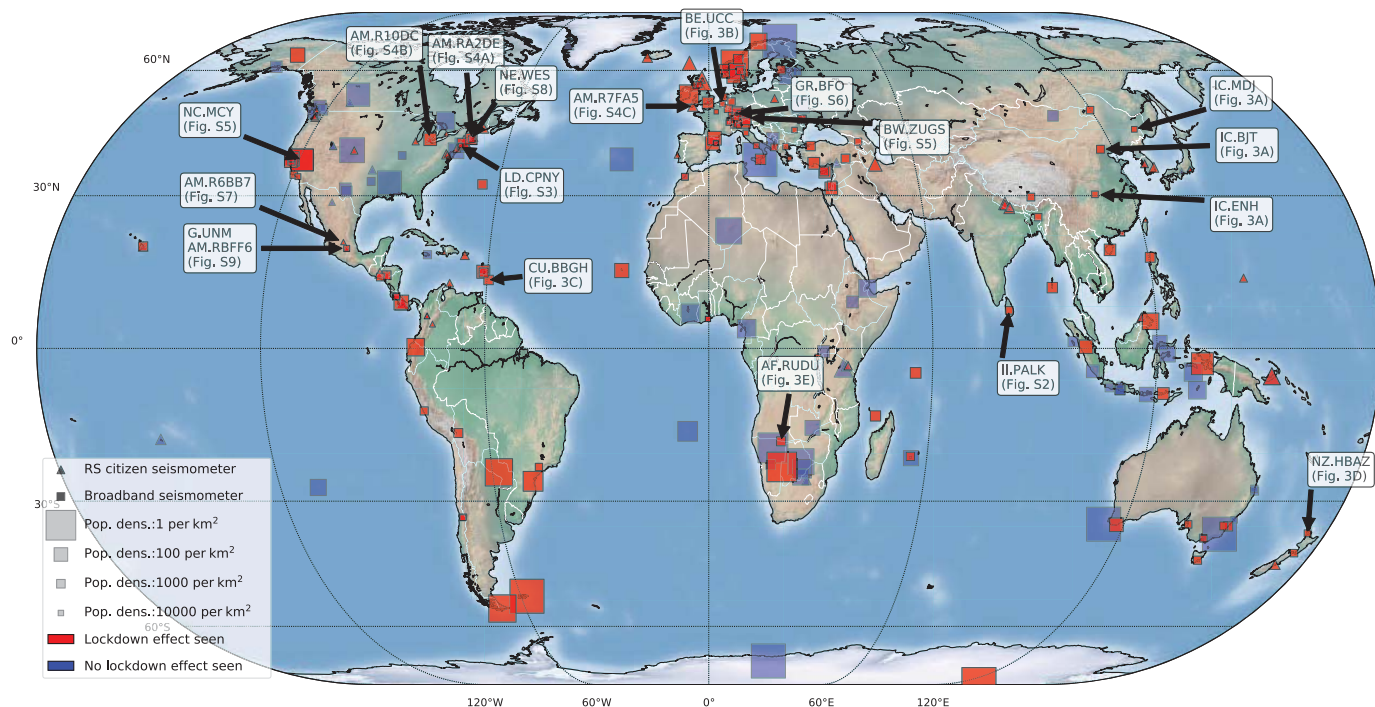 BE.UCC
(Fig. 3B)
AM.R10DC
(Fig. S4B)
AM.RA2DE
(Fig. S4A)
NE.WES
(Fig. S8)
60°N
GR.BFO
(Fig. S6)
IC.MDJ
(Fig. 3A)
AM.R7FA5
(Fig. S4C)
NC.MCY
(Fig. S5)
BW.ZUGS
(Fig. S5)
IC.BJT
(Fig. 3A)
LD.CPNY
(FIg. S3)
AM.R6BB7
(Fig. S7)
30°N
IC.ENH
(Fig. 3A)
G.UNM
AM.RBFF6
(Fig. S9)
CU.BBGH
(Fig. 3C)
0°
AF.RUDU
(Fig. 3E)
II.PALK
(Fig. S2)
NZ.HBAZ
(Fig. 3D)
RS citizen seismometer
Broadband seismometer
30°S
Pop. dens.:1 per km²
Pop. dens.:100 per km²
Pop. dens.:1000 per km²
Pop. dens.:10000 per km²
60°S
Lockdown effect seen
No lockdown effect seen
120°W
60°W
0°
60°E
120°E